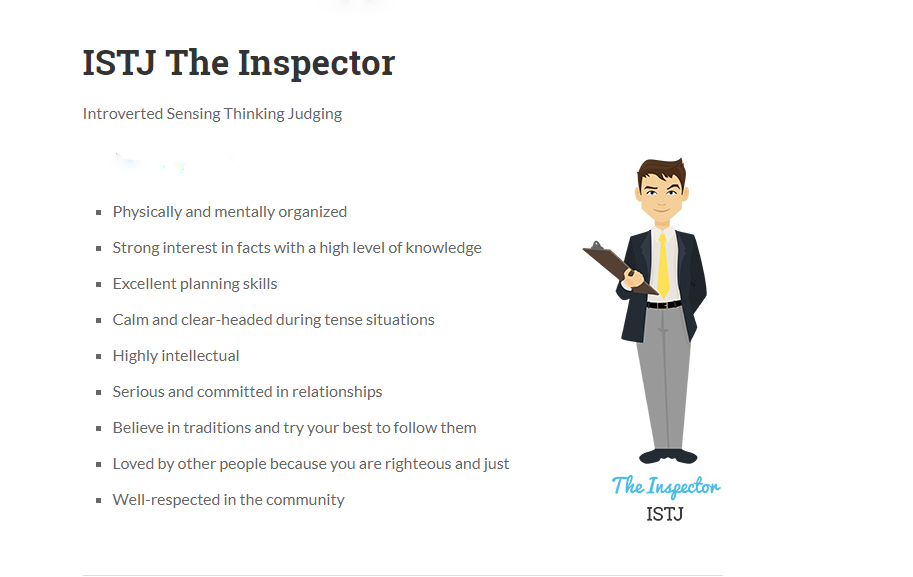 ISTJ The Inspector
Introverted Sensing Thinking Judging
Physically and mentally organized
Strong interest in facts with a high level of knowledge
Excellent planning skills
Calm and clear-headed during tense situations
Highly intellectual
Serious and committed in relationships
Believe in traditions and try your best to follow them
Loved by other people because you are righteous and just
Well-respected in the community
The Inspector
ISTJ